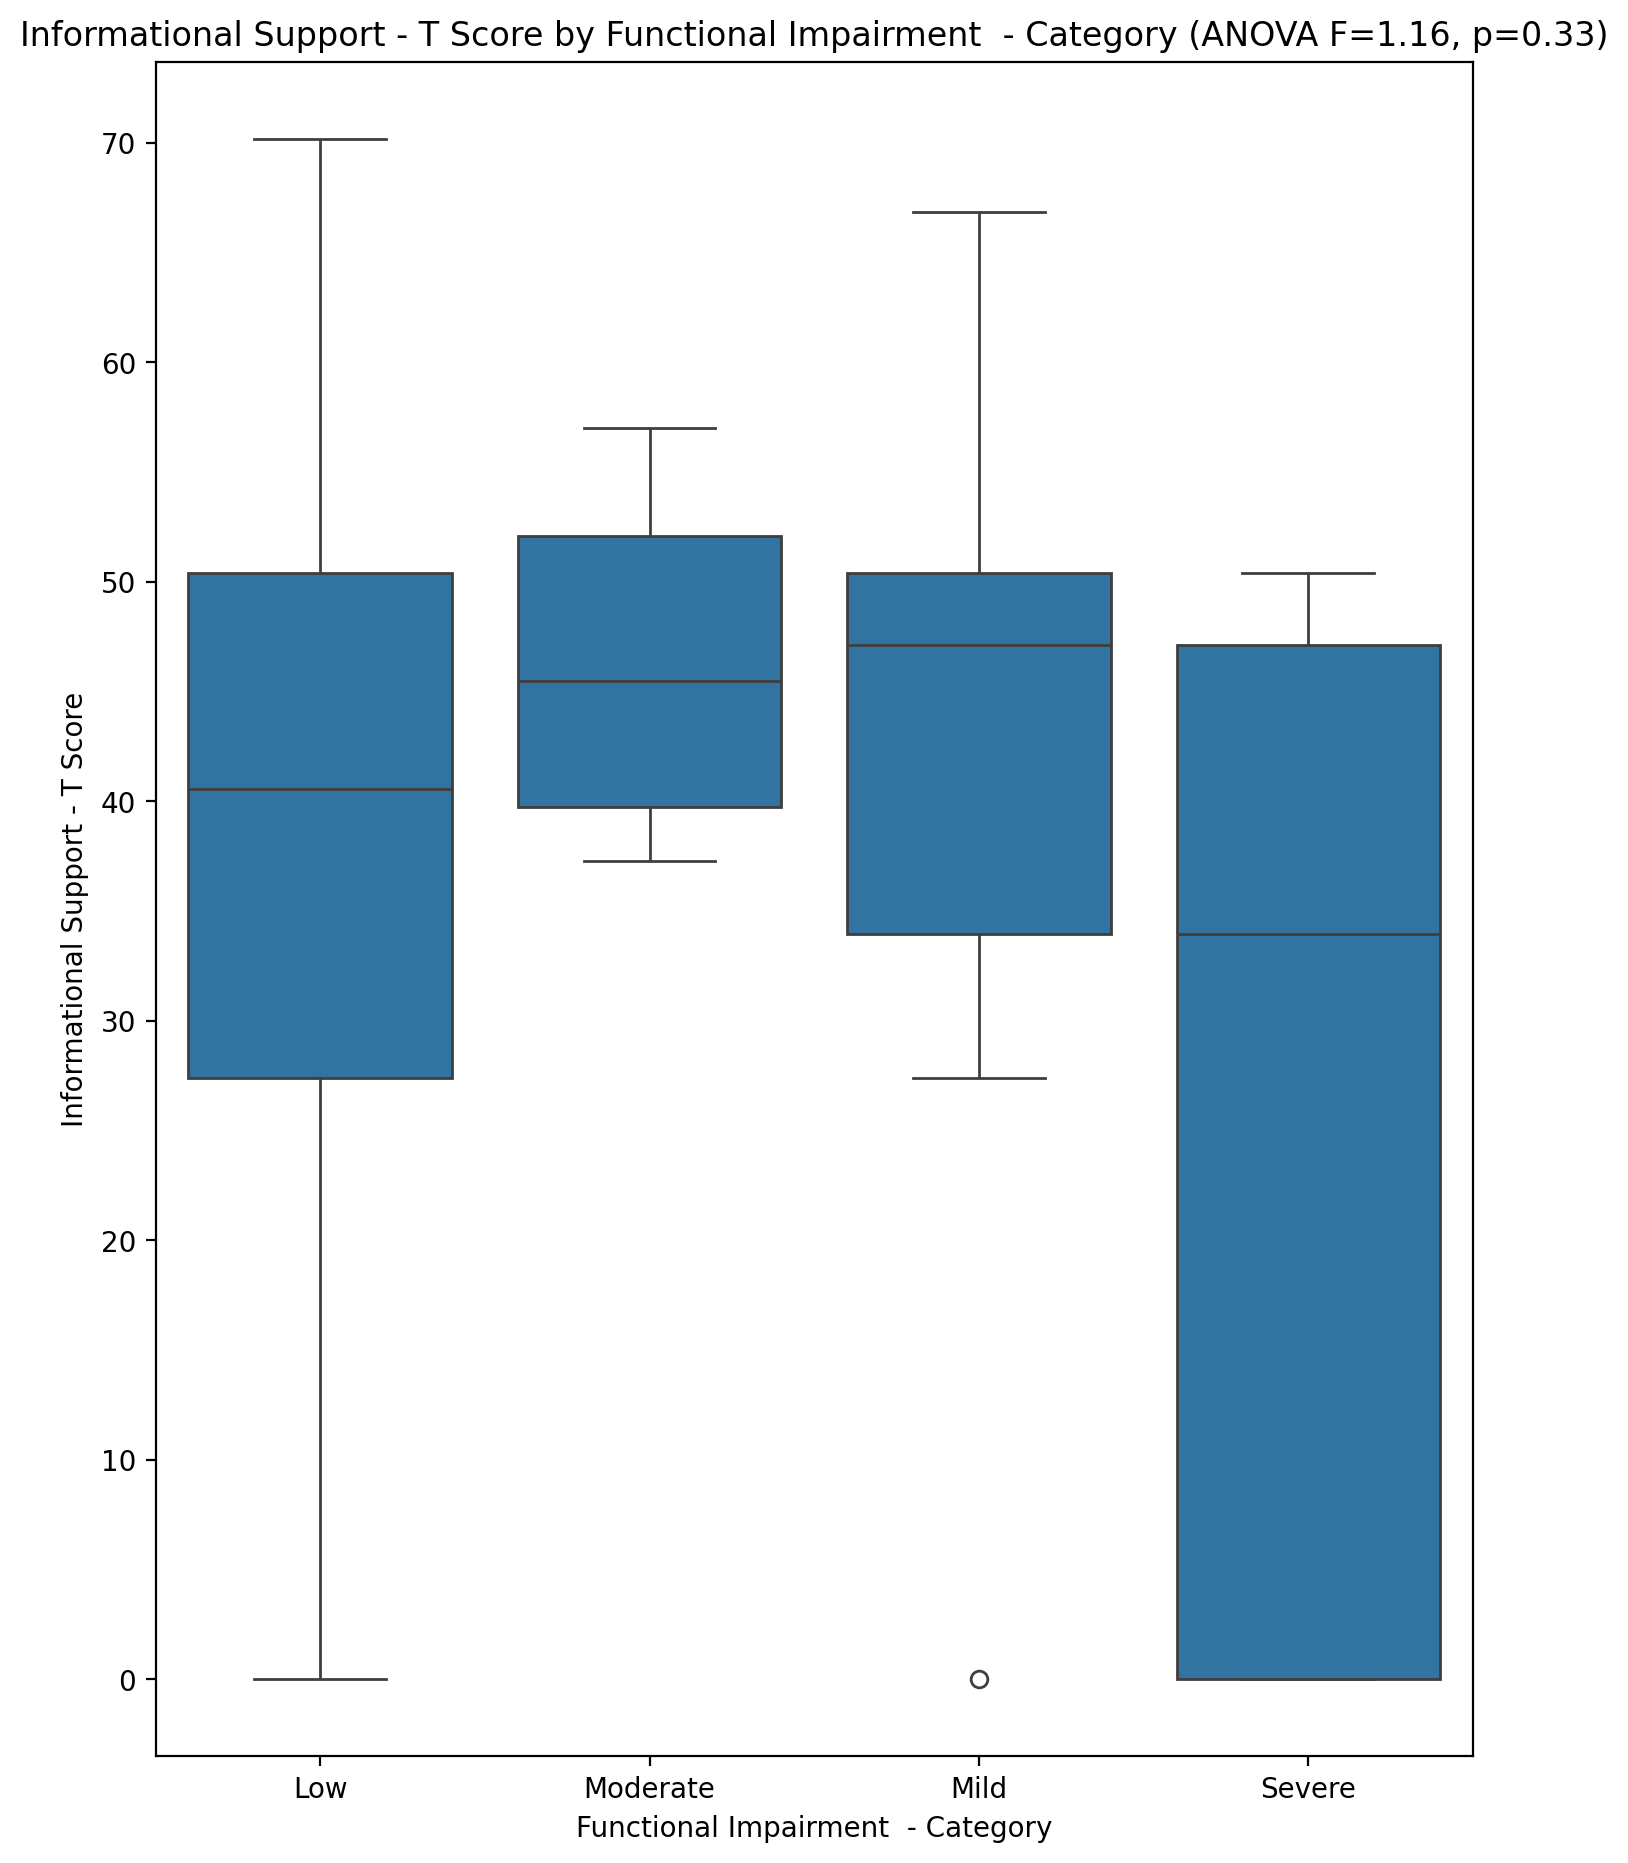 Informational Support - T Score by Functional Impairment  - Category (ANOVA F=1.16, p=0.33)
Informational Support - T Score
70
60
50
40
30
20
10
0
Low
Moderate
Mild
Severe
Functional Impairment  - Category